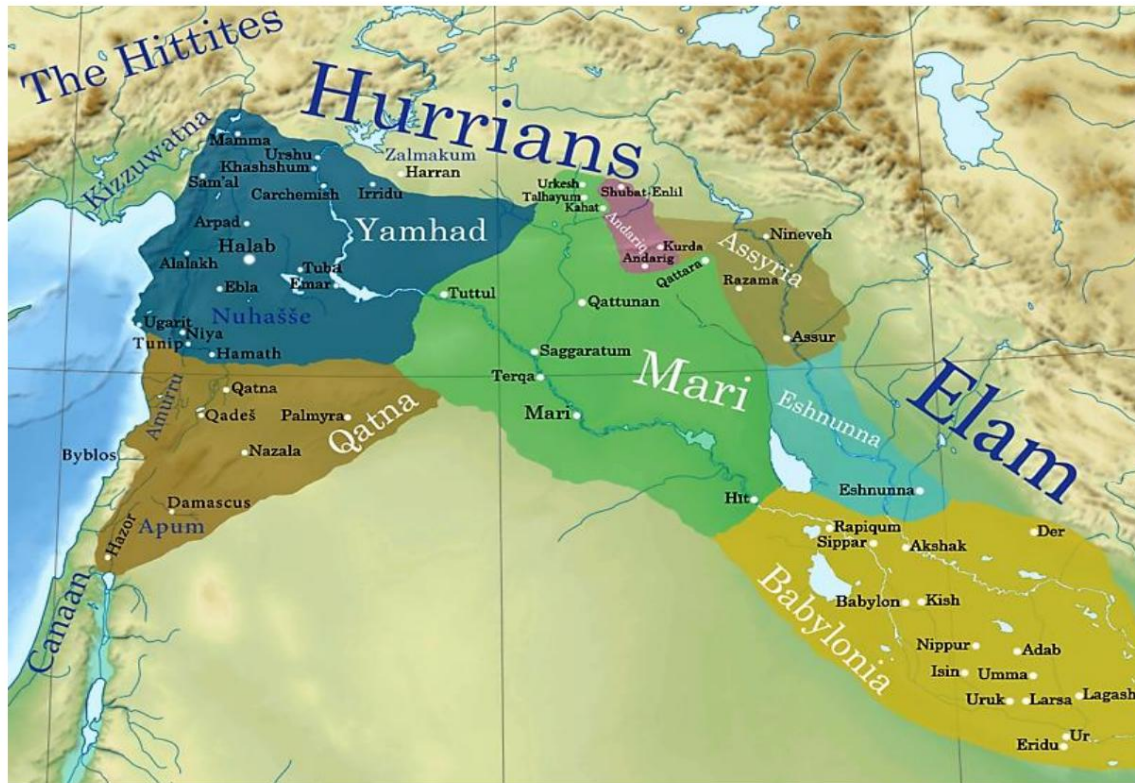 The Hittites
Hurrians
Kizzuwatna
Mamma
Urshu
Khashshum
Zalmakum
Harran
Sam'al
Carchemish
Irridu
Urkesh
Talhayum
Kahat
Shubat-Enlil
Andariq
Arpad
Yamhad
Halab
Kurda
Andarig
Qattara
Assyria
Nineveh
Alalakh
Tuba
Emar
Ebla
Razama
Tuttul
Qattunan
Nuhašše
Ugarit
Niya
Tunip
Hamath
Assur
Saggaratum
Terqa
Mari
Elam
Qatna
Amurru
Qadeš
Palmyra
Qatna
Mari
Eshnunna
Byblos
Nazala
Eshnunna
Hit
Damascus
Apum
Hazor
Rapiqum
Sippar
Akshak
Der
Canaan
Babylonia
Babylon
Kish
Nippur
Adab
Isin
Umma
Uruk
Larsa
Lagash
Ur
Eridu